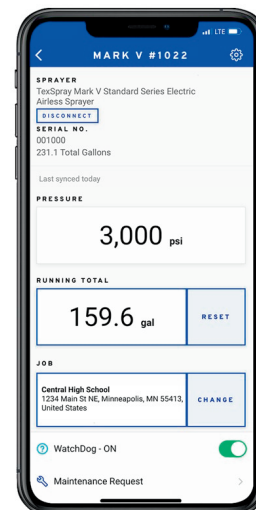 LTE
MARK V #1022
SPRAYER
TexSpray Mark V Standard Series Electric
Airless Sprayer
DISCONNECT
SERIAL NO.
001000
231.1 Total Gallons
Last synced today
PRESSURE
3,000 psi
RUNNING TOTAL
159.6 gal
RESET
JOB
Central High School
1234 Main St NE, Minneapolis, MN 55413,
United States
CHANGE
WatchDog - ON
Maintenance Request